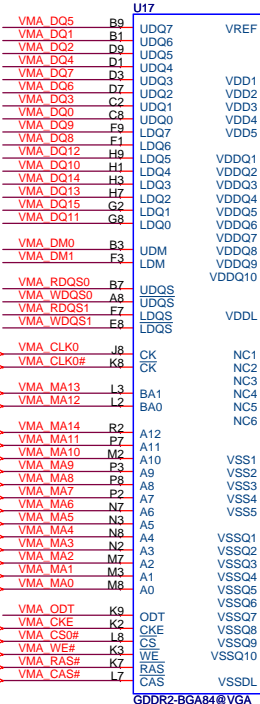 U17
VMA_DQ5 B9 UDQ7 VREF
VMA_DQ1 B1 UDQ6
VMA_DQ2 D9 UDQ5
VMA_DQ4 D1 UDQ4
VMA_DQ7 D3 UDQ3 VDD1
VMA_DQ6 D7 UDQ2 VDD2
VMA_DQ3 C2 UDQ1 VDD3
VMA_DQ0 C8 UDQ0 VDD4
VMA_DQ9 F9 LDQ7 VDD5
VMA_DQ8 F1 LDQ6
VMA_DQ12 H9 LDQ5 VDDQ1
VMA_DQ10 H1 LDQ4 VDDQ2
VMA_DQ14 H3 LDQ3 VDDQ3
VMA_DQ13 H7 LDQ2 VDDQ4
VMA_DQ15 G2 LDQ1 VDDQ5
VMA_DQ11 G8 LDQ0 VDDQ6
VDDQ7
VMA_DM0 B3 UDM VDDQ8
VMA_DM1 F3 LDM VDDQ9
VDDQ10
VMA_RDQS0 B7 UDQS
VMA_WDQS0 A8 UDQS
VMA_RDQS1 F7 LDQS VDDL
VMA_WDQS1 E8 LDQS
VMA_CLK0 J8 CK NC1
VMA_CLK0# K8 CK NC2
NC3
VMA_MA13 L3 BA1 NC4
VMA_MA12 L2 BA0 NC5
NC6
VMA_MA14 R2 A12
VMA_MA11 P7 A11
VMA_MA10 M2 A10 VSS1
VMA_MA9 P3 A9 VSS2
VMA_MA8 P8 A8 VSS3
VMA_MA7 P2 A7 VSS4
VMA_MA6 N7 A6 VSS5
VMA_MA5 N3 A5
VMA_MA4 N8 A4 VSSQ1
VMA_MA3 N2 A3 VSSQ2
VMA_MA2 M7 A2 VSSQ3
VMA_MA1 M3 A1 VSSQ4
VMA_MA0 M8 A0 VSSQ5
VSSQ6
VMA_ODT K9 ODT VSSQ7
VMA_CKE K2 CKE VSSQ8
VMA_CS0# L8 CS VSSQ9
VMA_WE# K3 WE VSSQ10
VMA_RAS# K7 RAS
VMA_CAS# L7 CAS VSSDL
GDDR2-BGA84@VGA